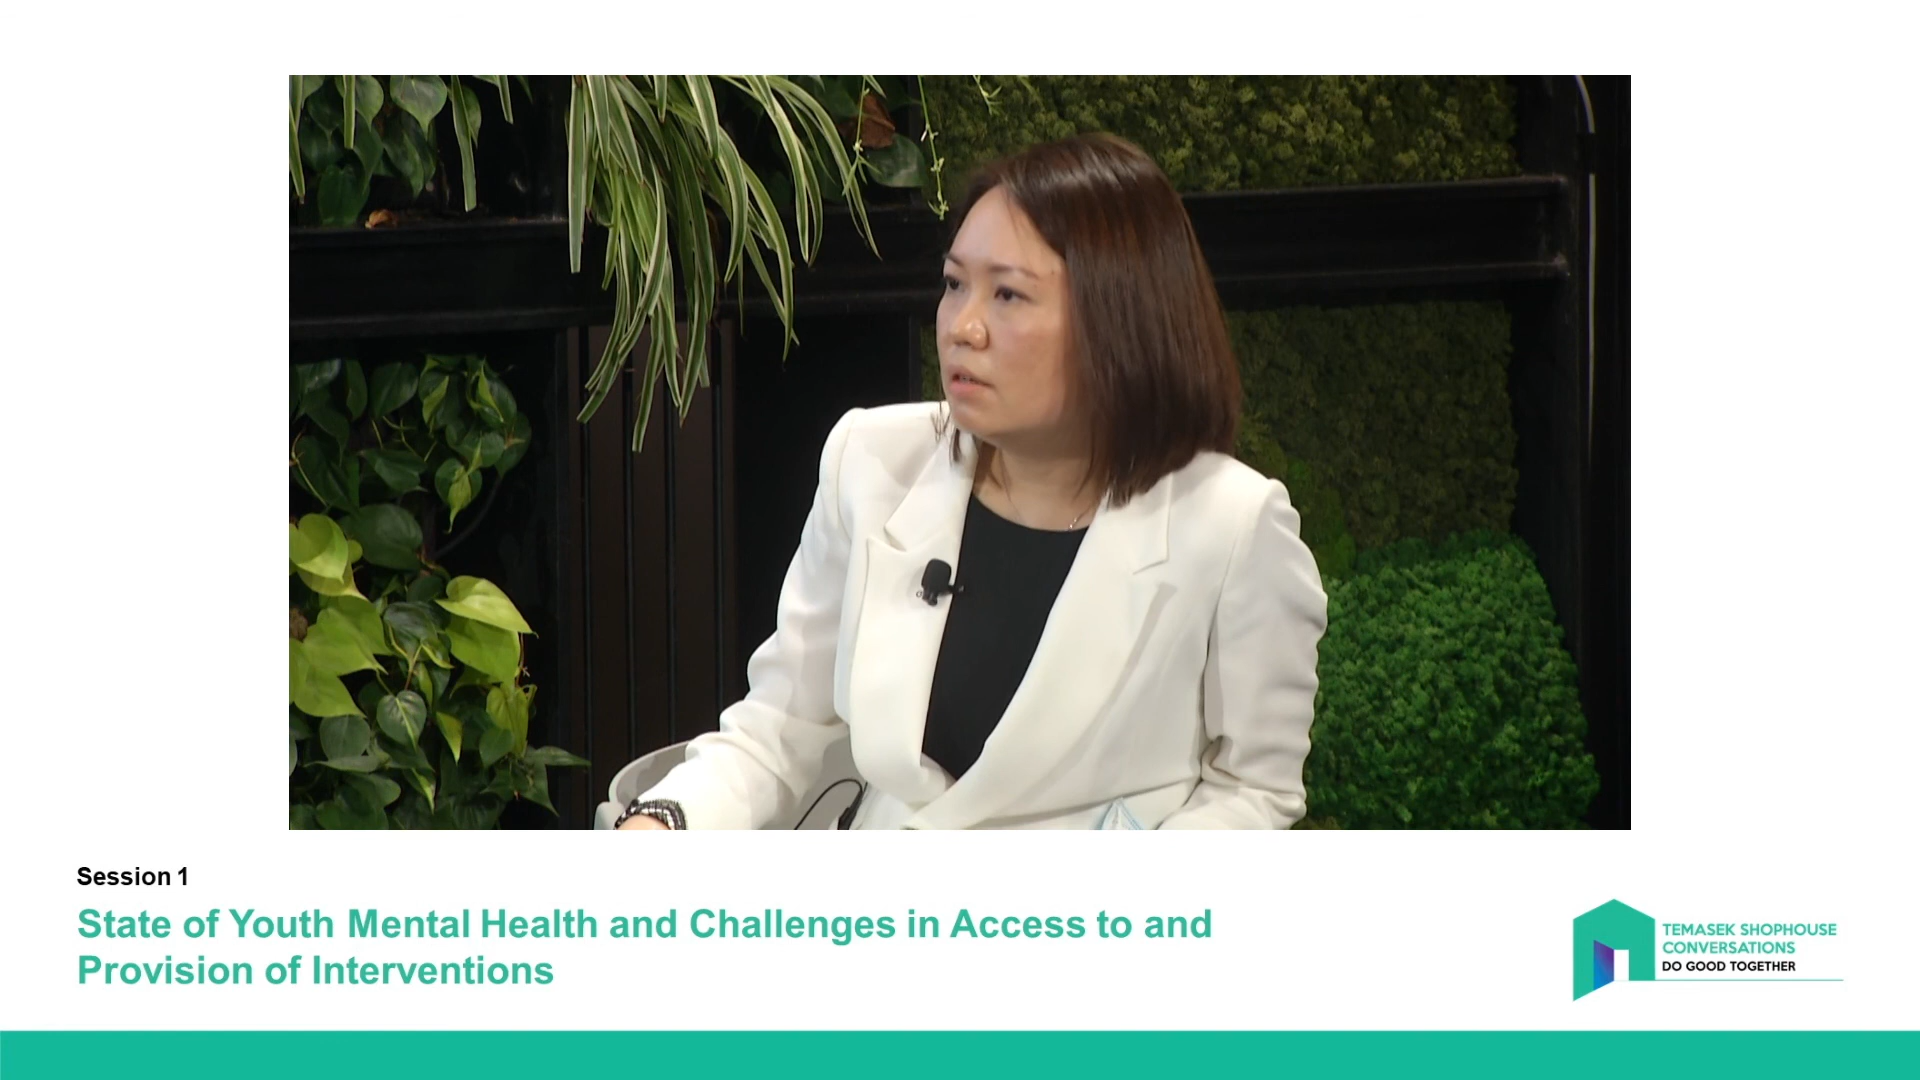 Session 1
State of Youth Mental Health and Challenges in Access to and
Provision of Interventions
TEMASEK SHOPHOUSE
CONVERSATIONS
DO GOOD TOGETHER